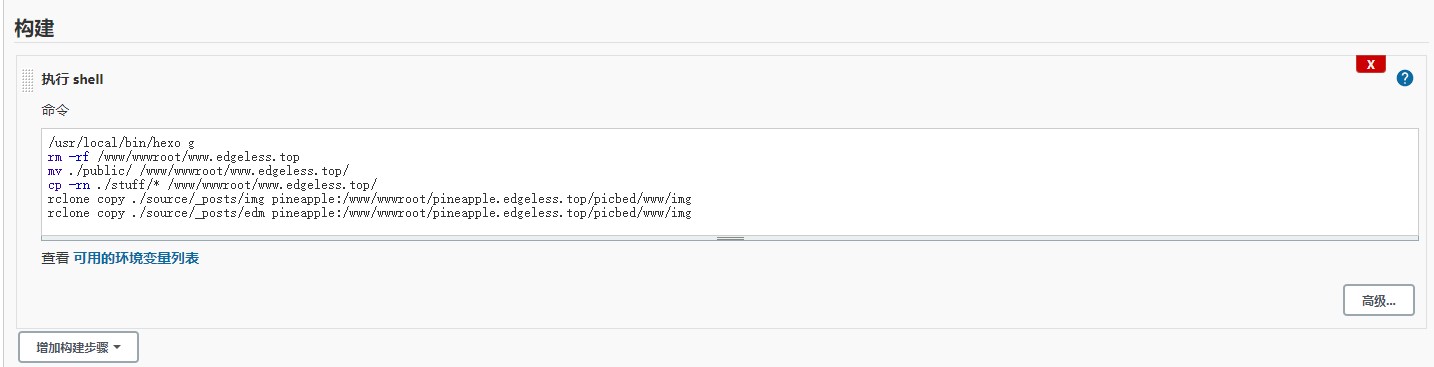 构建
X
执行 shell
命令
/usr/local/bin/hexo g
rm -rf /www/wwwroot/www.edgeless.top
mv ./public/ /www/wwwroot/www.edgeless.top/
cp -rn ./stuff/* /www/wwwroot/www.edgeless.top/
rclone copy ./source/_posts/img pineapple:/www/wwwroot/pineapple.edgeless.top/picbed/www/img
rclone copy ./source/_posts/edm pineapple:/www/wwwroot/pineapple.edgeless.top/picbed/www/img
查看 可用的环境变量列表
高级...
增加构建步骤